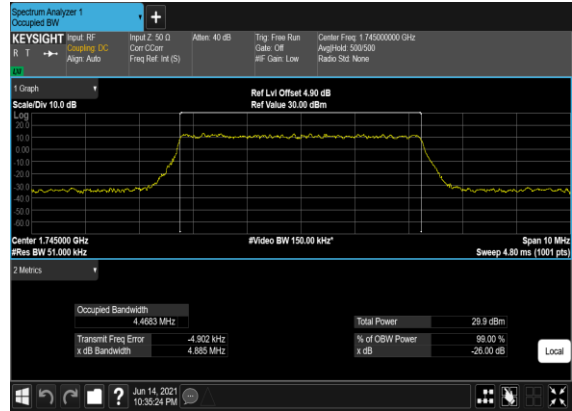 Spectrum Analyzer 1
Occupied BW
+
KEYSIGHT Input: RF Input Z: 50 Ω Atten: 40 dB Trig: Free Run Center Freq: 1.745000000 GHz
R T Coupling: DC Corr CCorr Gate: Off Avg|Hold: 500/500
Align: Auto Freq Ref: Int (S) #IF Gain: Low Radio Std: None
1 Graph
Ref Lvl Offset 4.90 dB
Scale/Div 10.0 dB Ref Value 30.00 dBm
Log
20.0
10.0
0.00
-10.0
-20.0
-30.0
-40.0
-50.0
-60.0
Center 1.745000 GHz #Video BW 150.00 kHz* Span 10 MHz
#Res BW 51.000 kHz Sweep 4.80 ms (1001 pts)
2 Metrics
Occupied Bandwidth
4.4683 MHz Total Power 29.9 dBm
Transmit Freq Error -4.902 kHz % of OBW Power 99.00 %
x dB Bandwidth 4.885 MHz x dB -26.00 dB
Local
? Jun 14, 2021
10:35:24 PM